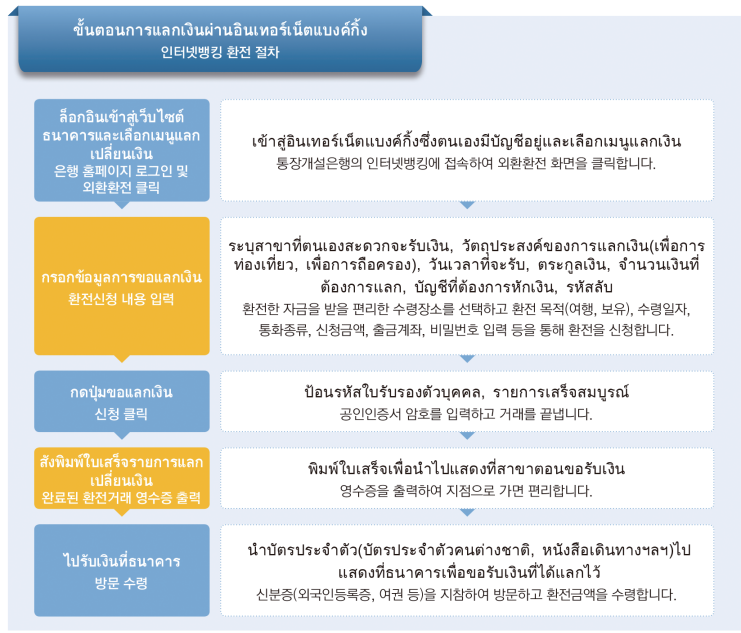 ขั้นตอนการแลกเงินผ่านอินเทอร์เน็ตแบงค์กิ้ง
인터넷뱅킹 환전 절차
ล็อกอินเข้าสู่เว็บไซต์
ธนาคารและเลือกเมนูแลก
เปลี่ยนเงิน
은행 홈페이지 로그인 및
외환환전 클릭
เข้าสู่อินเทอร์เน็ตแบงค์กิ้งซึ่งตนเองมีบัญชีอยู่และเลือกเมนูแลกเงิน
통장개설은행의 인터넷뱅킹에 접속하여 외환환전 화면을 클릭합니다.
กรอกข้อมูลการขอแลกเงิน
환전신청 내용 입력
ระบุสาขาที่ตนเองสะดวกจะรับเงิน, วัตถุประสงค์ของการแลกเงิน(เพื่อการ
ท่องเที่ยว, เพื่อการถือครอง), วันเวลาที่จะรับ, ตระกูลเงิน, จำนวนเงินที่
ต้องการแลก, บัญชีที่ต้องการหักเงิน, รหัสลับ
환전한 자금을 받을 편리한 수령장소를 선택하고 환전 목적(여행, 보유), 수령일자,
통화종류, 신청금액, 출금계좌, 비밀번호 입력 등을 통해 환전을 신청합니다.
กดปุ่มขอแลกเงิน
신청 클릭
ป้อนรหัสใบรับรองตัวบุคคล, รายการเสร็จสมบูรณ์
공인인증서 암호를 입력하고 거래를 끝냅니다.
สั่งพิมพ์ใบเสร็จรายการแลก
เปลี่ยนเงิน
완료된 환전거래 영수증 출력
พิมพ์ใบเสร็จเพื่อนำไปแสดงที่สาขาตอนขอรับเงิน
영수증을 출력하여 지점으로 가면 편리합니다.
ไปรับเงินที่ธนาคาร
방문 수령
นำบัตรประจำตัว(บัตรประจำตัวคนต่างชาติ, หนังสือเดินทางฯลฯ)ไป
แสดงที่ธนาคารเพื่อขอรับเงินที่ได้แลกไว้
신분증(외국인등록증, 여권 등)을 지참하여 방문하고 환전금액을 수령합니다.